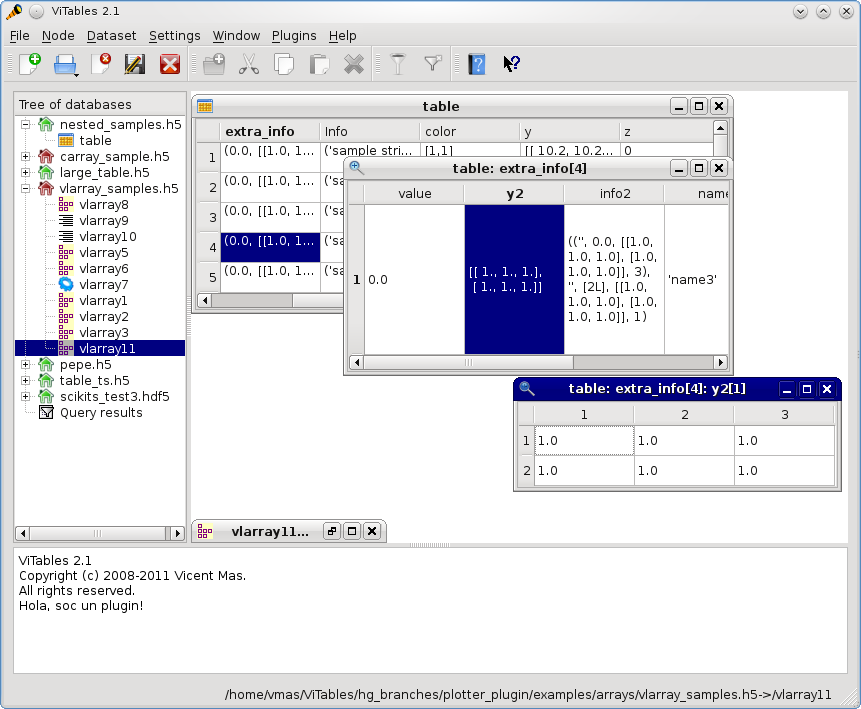 ViTables 2.1
File Node Dataset Settings Window Plugins Help
Tree of databases
nested_samples.h5
table
carray_sample.h5
large_table.h5
vlarray_samples.h5
vlarray8
vlarray9
vlarray10
vlarray5
vlarray6
vlarray7
vlarray1
vlarray2
vlarray3
vlarray11
pepe.h5
table_ts.h5
scikits_test3.hdf5
Query results
table
extra_info Info color y z
1 (0.0, [[1.0, 1... ('sample stri... [1,1] [[ 10.2, 10.2... 0
2 (0.0, [[1.0, 1... ('sa
3 (0.0, [[1.0, 1... ('sa
4 (0.0, [[1.0, 1... ('sa
5 (0.0, [[1.0, 1... ('sa
table: extra_info[4]
value y2 info2 name
1 0.0
[[ 1., 1., 1.],
[ 1., 1., 1.]]
(('', 0.0, [[1.0,
1.0, 1.0], [1.0,
1.0, 1.0]], 3),
'', [2L], [[1.0,
1.0, 1.0], [1.0,
1.0, 1.0]], 1)
'name3'
table: extra_info[4]: y2[1]
1 2 3
1 1.0 1.0 1.0
2 1.0 1.0 1.0
vlarray11...
ViTables 2.1
Copyright (c) 2008-2011 Vicent Mas.
All rights reserved.
Hola, soc un plugin!
/home/vmas/ViTables/hg_branches/plotter_plugin/examples/arrays/vlarray_samples.h5->/vlarray11